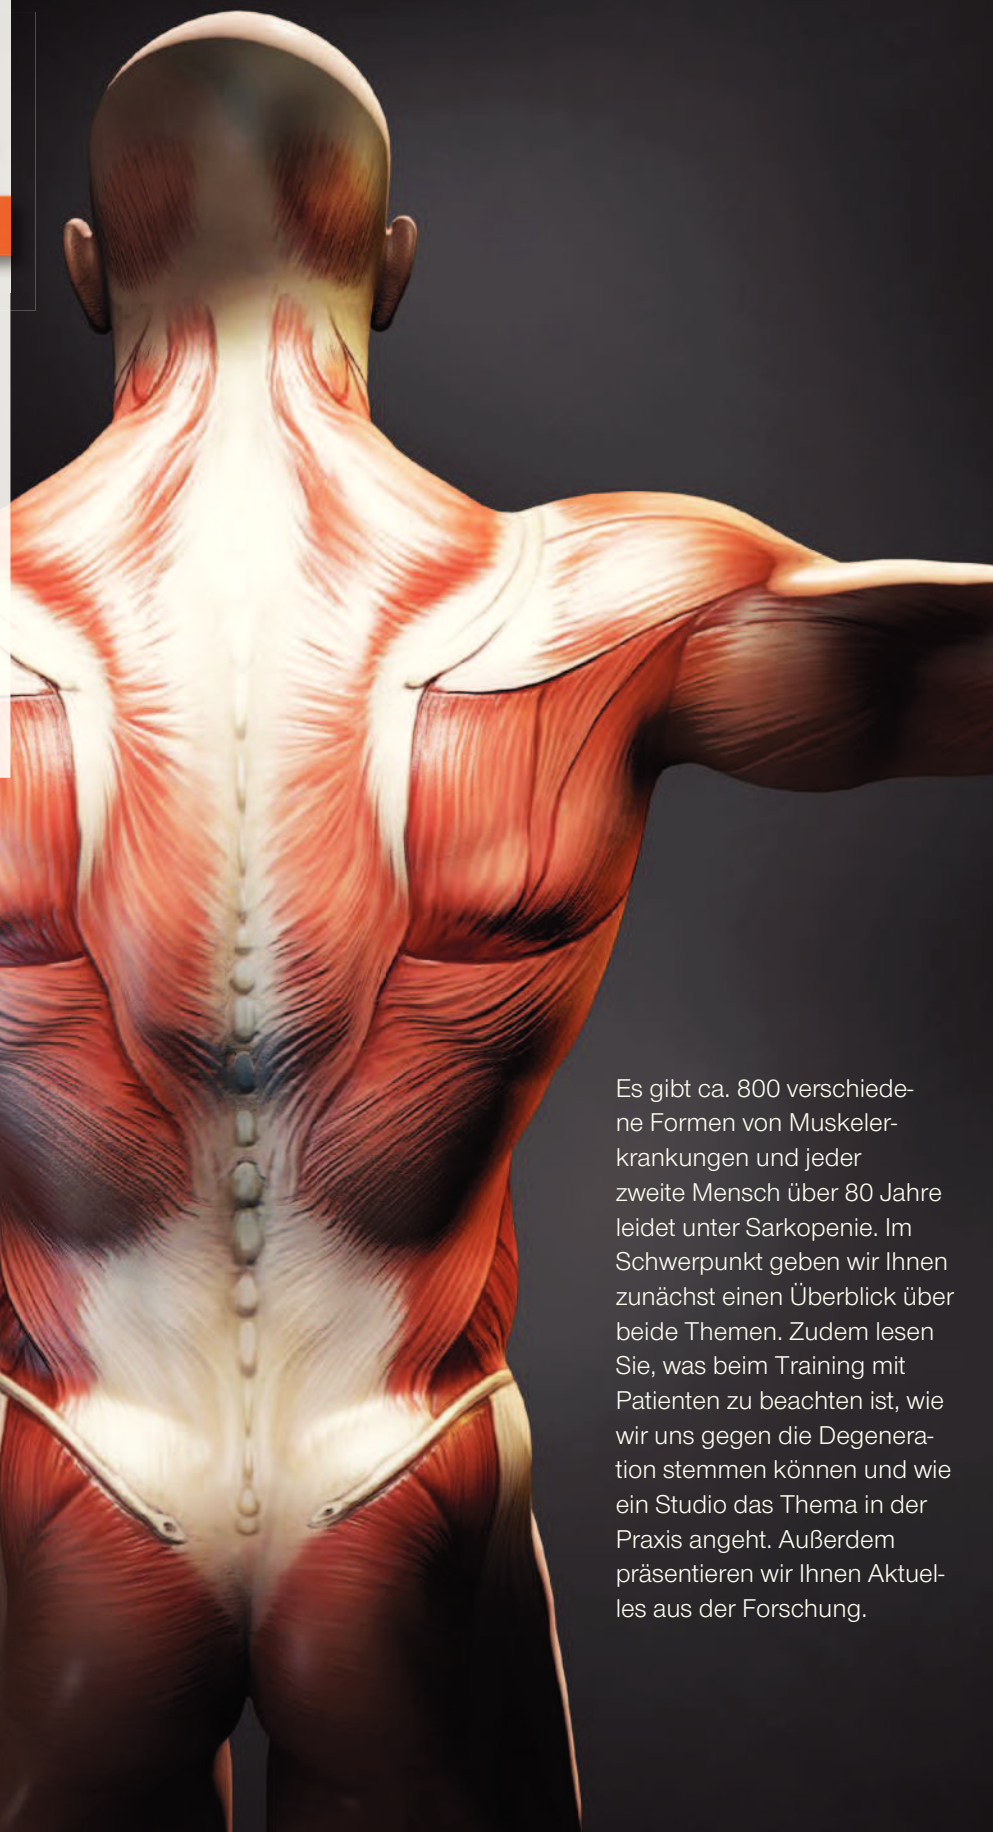 Es gibt ca. 800 verschiede-
ne Formen von Muskeler-
krankungen und jeder
zweite Mensch über 80 Jahre
leidet unter Sarkopenie. Im
Schwerpunkt geben wir Ihnen
zunächst einen Überblick über
beide Themen. Zudem lesen
Sie, was beim Training mit
Patienten zu beachten ist, wie
wir uns gegen die Degenera-
tion stemmen können und wie
ein Studio das Thema in der
Praxis angeht. Außerdem
präsentieren wir Ihnen Aktuel-
les aus der Forschung.